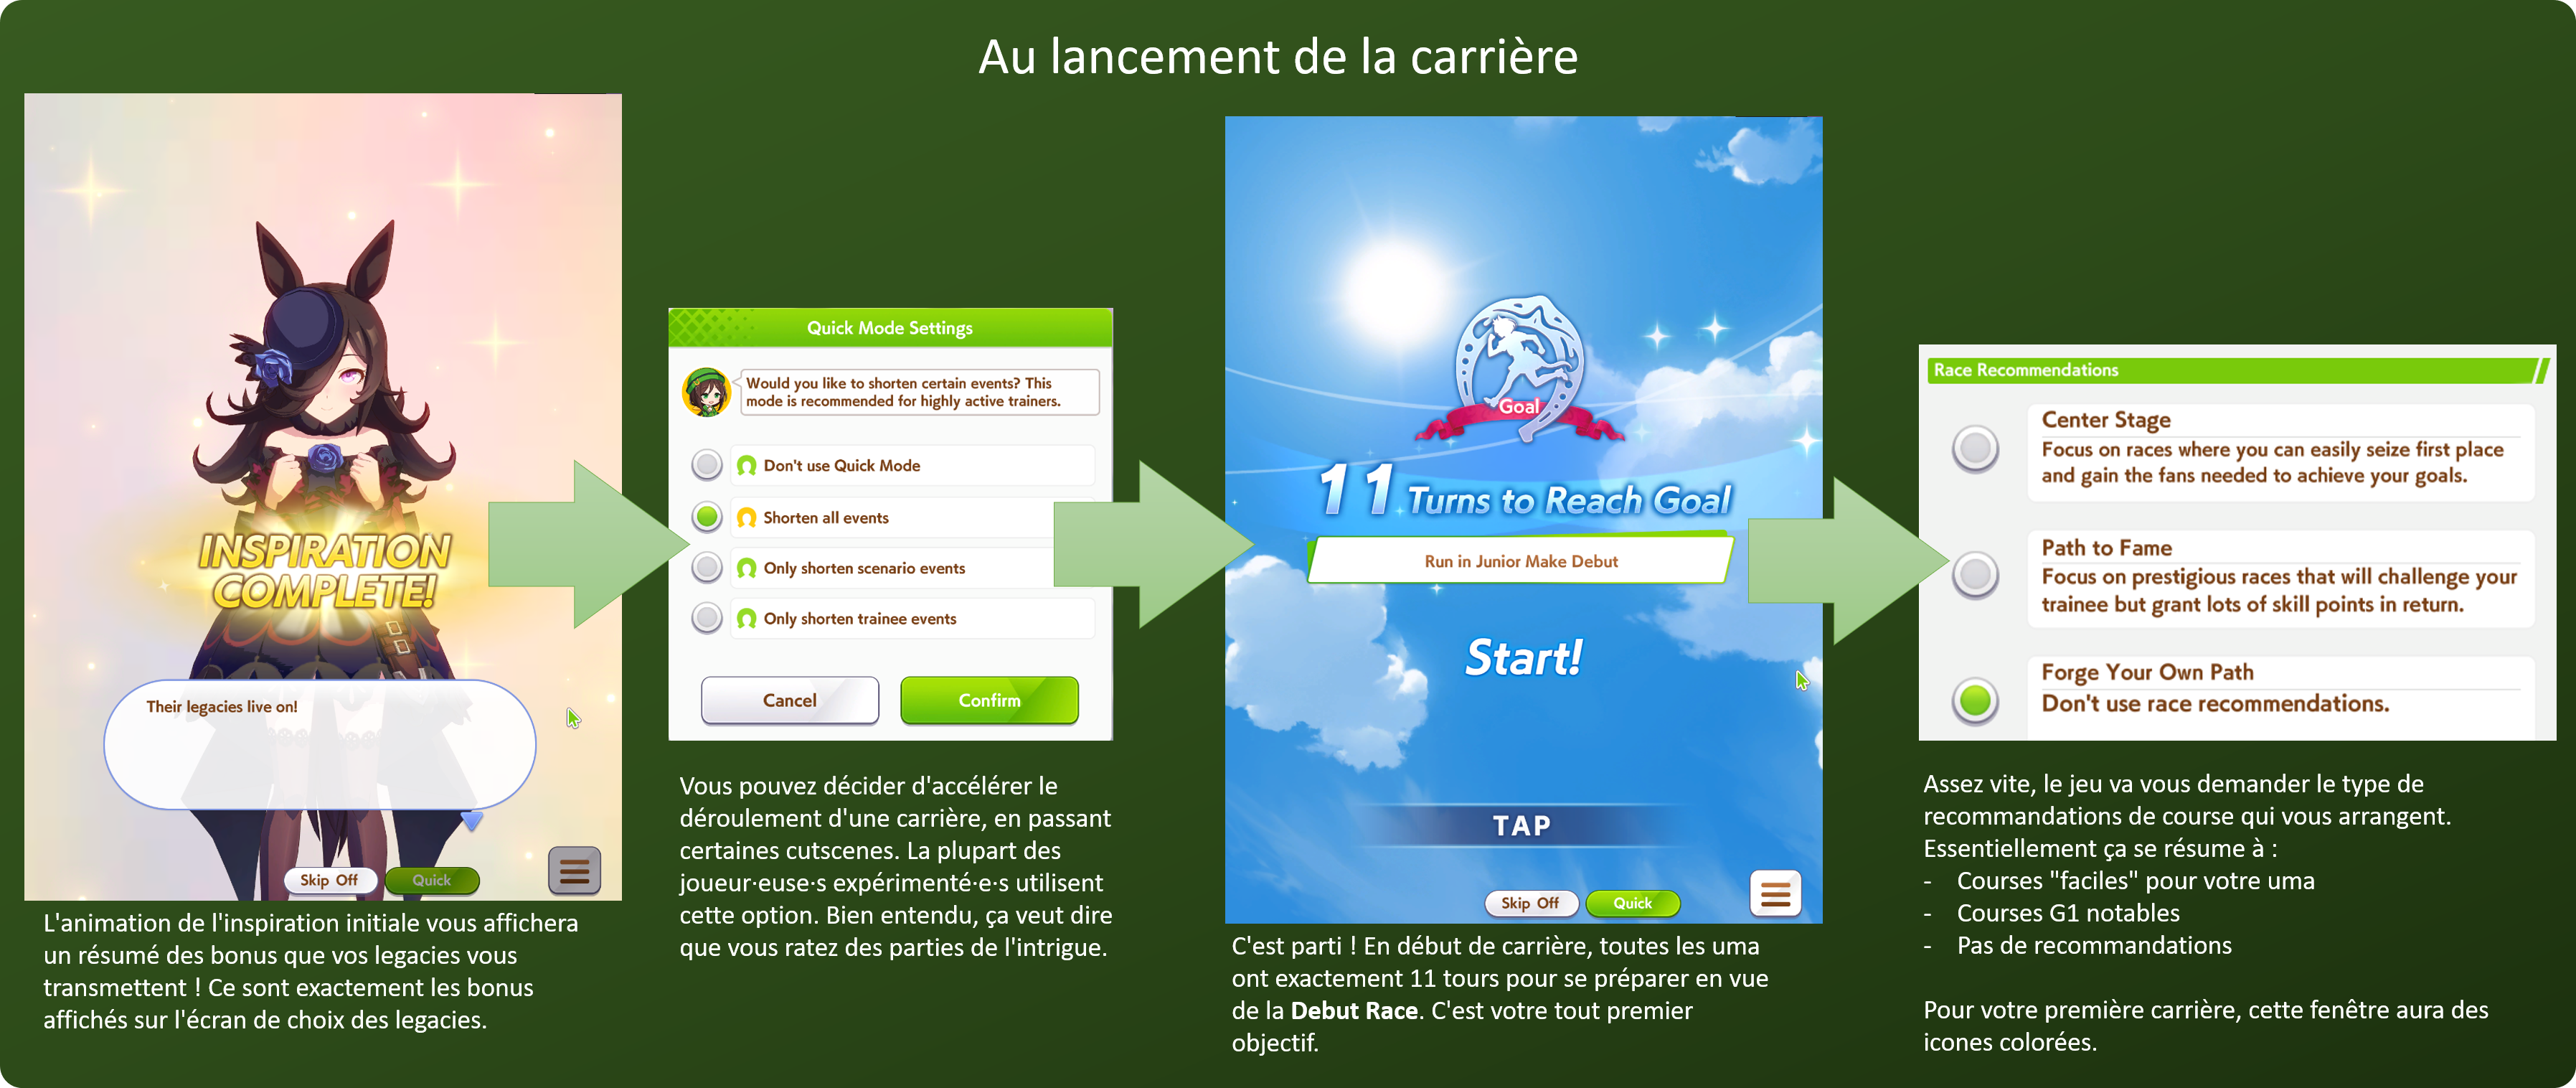 Au lancement de la carrière
INSPIRATION
COMPLETE!
Their legacies live on!
Skip Off
Quick
L'animation de l'inspiration initiale vous affichera
un résumé des bonus que vos legacies vous
transmettent ! Ce sont exactement les bonus
affichés sur l'écran de choix des legacies.
Quick Mode Settings
Would you like to shorten certain events? This
mode is recommended for highly active trainers.
Don't use Quick Mode
Shorten all events
Only shorten scenario events
Only shorten trainee events
Cancel
Confirm
Vous pouvez décider d'accélérer le
déroulement d'une carrière, en passant
certaines cutscenes. La plupart des
joueur·euse·s expérimenté·e·s utilisent
cette option. Bien entendu, ça veut dire
que vous ratez des parties de l'intrigue.
Goal
11 Turns to Reach Goal
Run in Junior Make Debut
Start!
TAP
Skip Off
Quick
C'est parti ! En début de carrière, toutes les uma
ont exactement 11 tours pour se préparer en vue
de la Debut Race. C'est votre tout premier
objectif.
Race Recommendations
Center Stage
Focus on races where you can easily seize first place
and gain the fans needed to achieve your goals.
Path to Fame
Focus on prestigious races that will challenge your
trainee but grant lots of skill points in return.
Forge Your Own Path
Don't use race recommendations.
Assez vite, le jeu va vous demander le type de
recommandations de course qui vous arrangent.
Essentiellement ça se résume à :
- Courses "faciles" pour votre uma
- Courses G1 notables
- Pas de recommandations
Pour votre première carrière, cette fenêtre aura des
icones colorées.